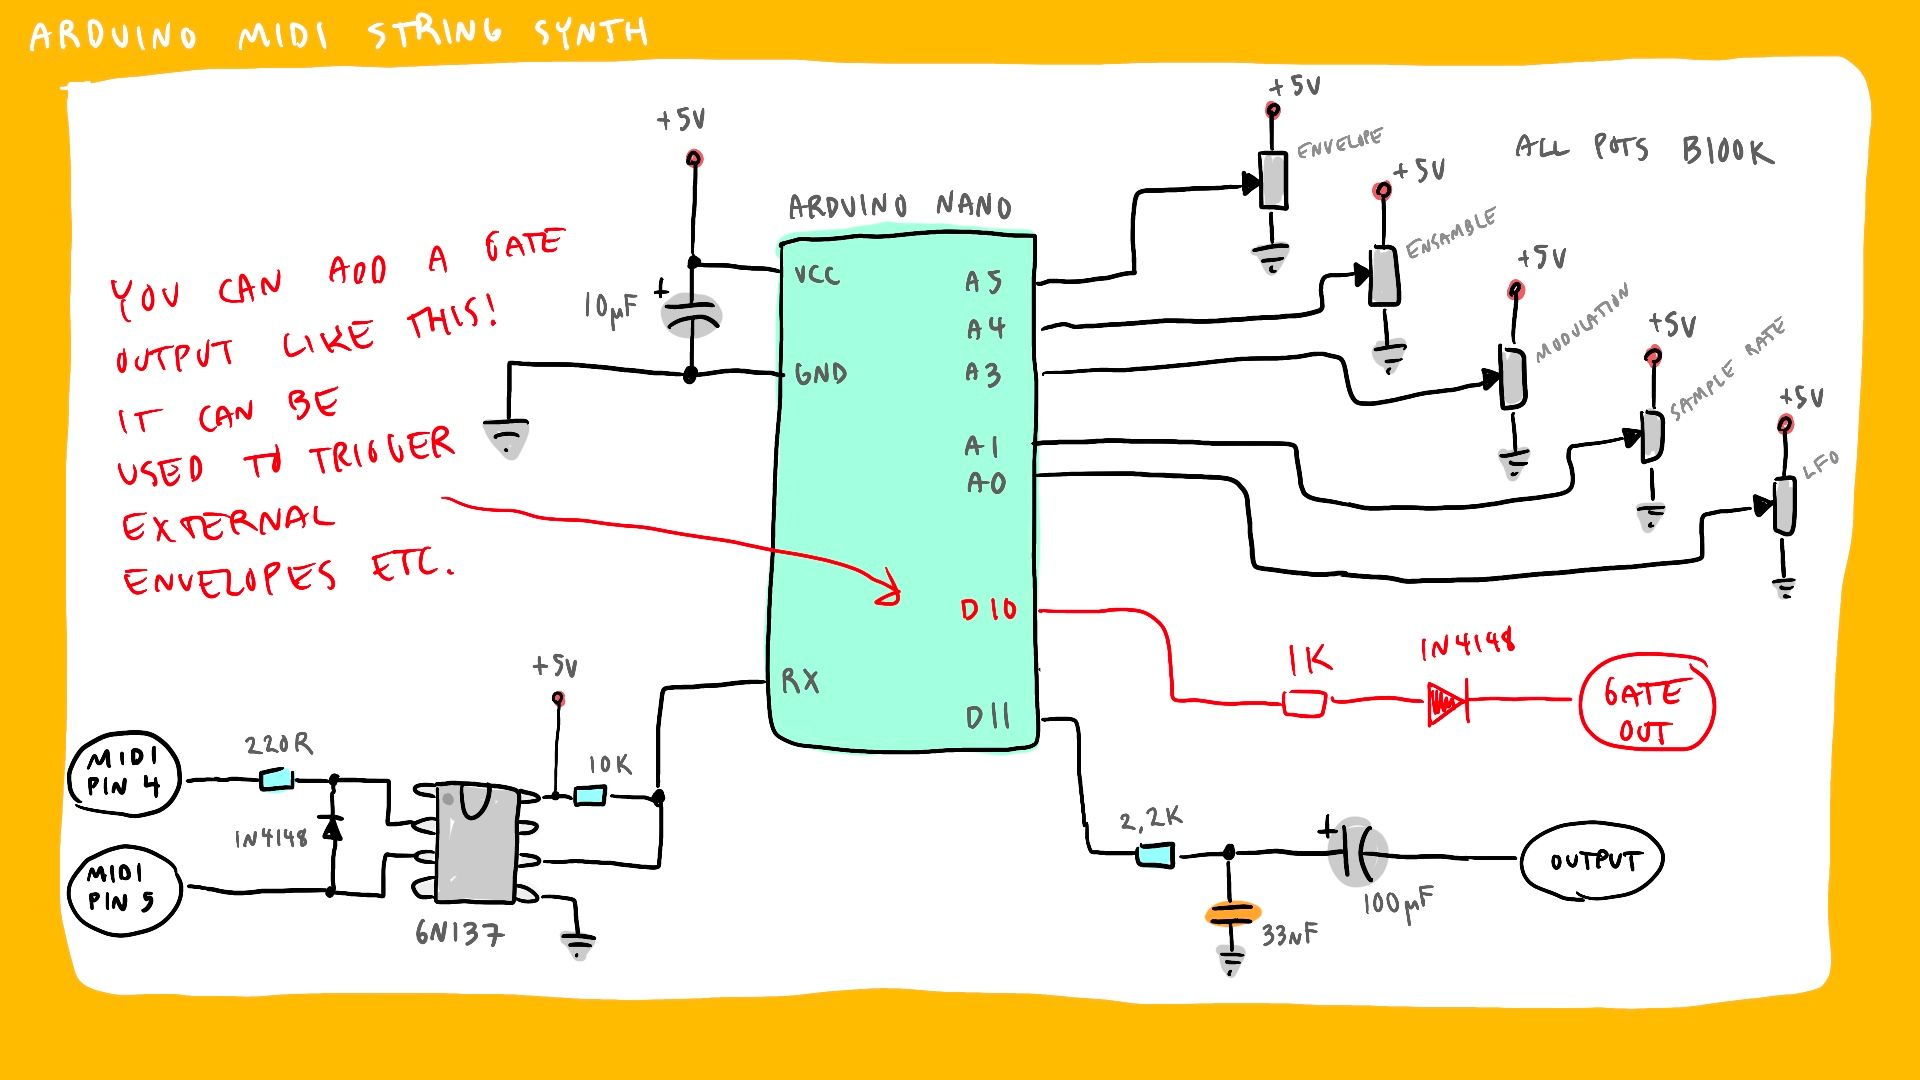 ARDUINO MIDI STRING SYNTH
+5V
+5V
ENVELOPE
ALL POTS B100K
+5V
ENSAMBLE
ARDUINO NANO
YOU CAN ADD A GATE
OUTPUT LIKE THIS!
IT CAN BE
USED TO TRIGGER
EXTERNAL
ENVELOPES ETC.
+
10µF
VCC
GND
RX
A5
A4
A3
A1
A0
D10
D11
+5V
MODULATION
+5V
SAMPLE RATE
+5V
LFO
1K
1N4148
GATE
OUT
+5V
MIDI
PIN 4
220R
10K
1N4148
MIDI
PIN 5
6N137
2,2K
+
100µF
33nF
OUTPUT